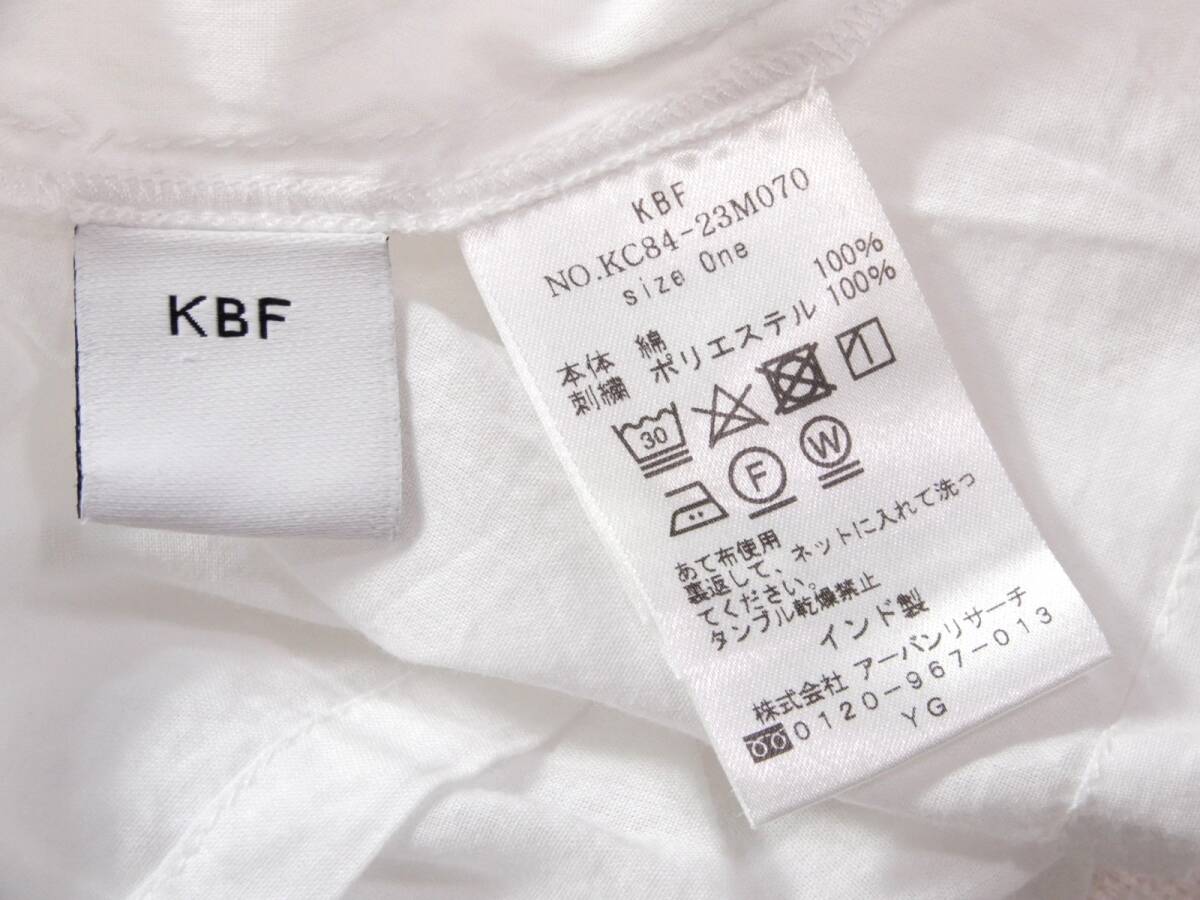 KBF
KBF
NO.KC84-23M070
size One
本体 綿 100%
刺繍 ポリエステル 100%
30
F W
あて布使用
裏返して、ネットに入れて洗っ
てください。
タンブル乾燥禁止
インド製
株式会社 アーバンリサーチ
0120-967-013
YG